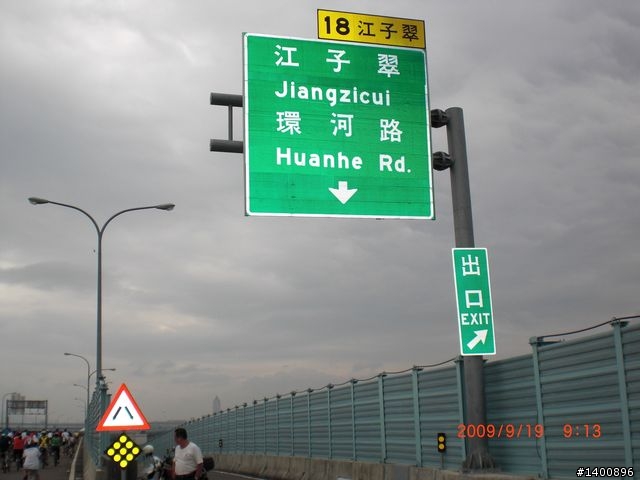 18 江子翠
江子翠
Jiangzicui
環河路
Huanhe Rd.
出
口
EXIT
2009/9/19 9:13
#1400896